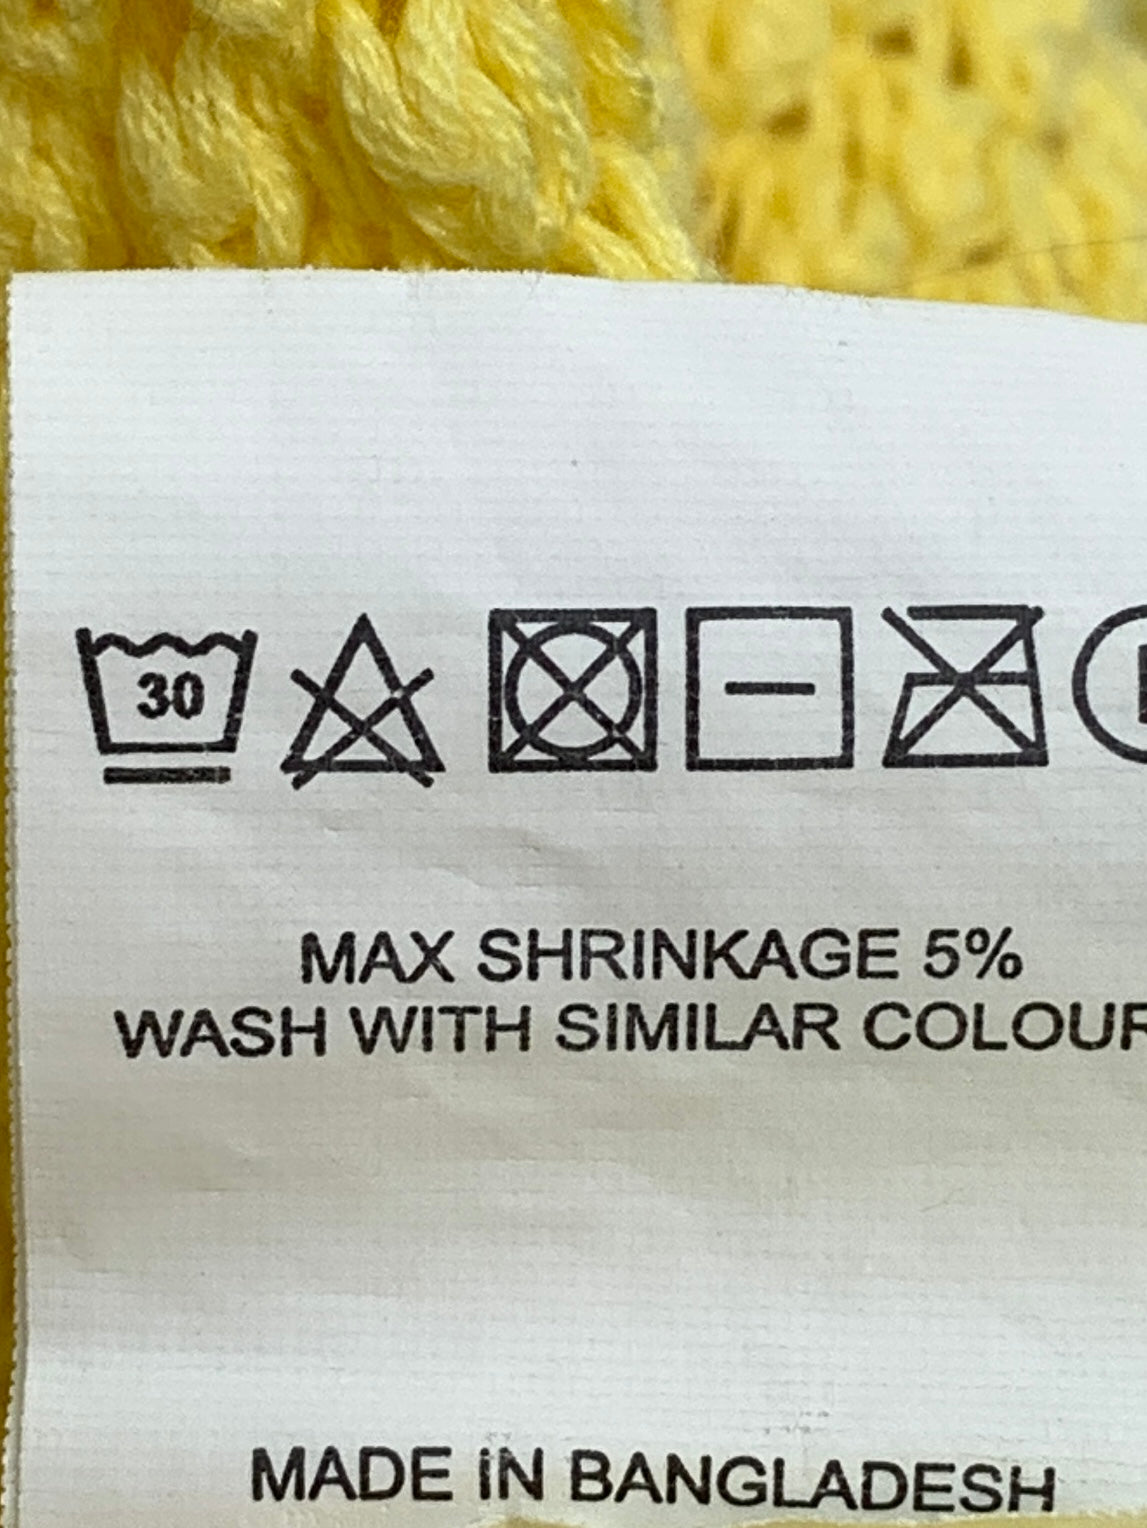 30
MAX SHRINKAGE 5%
WASH WITH SIMILAR COLOUR
MADE IN BANGLADESH